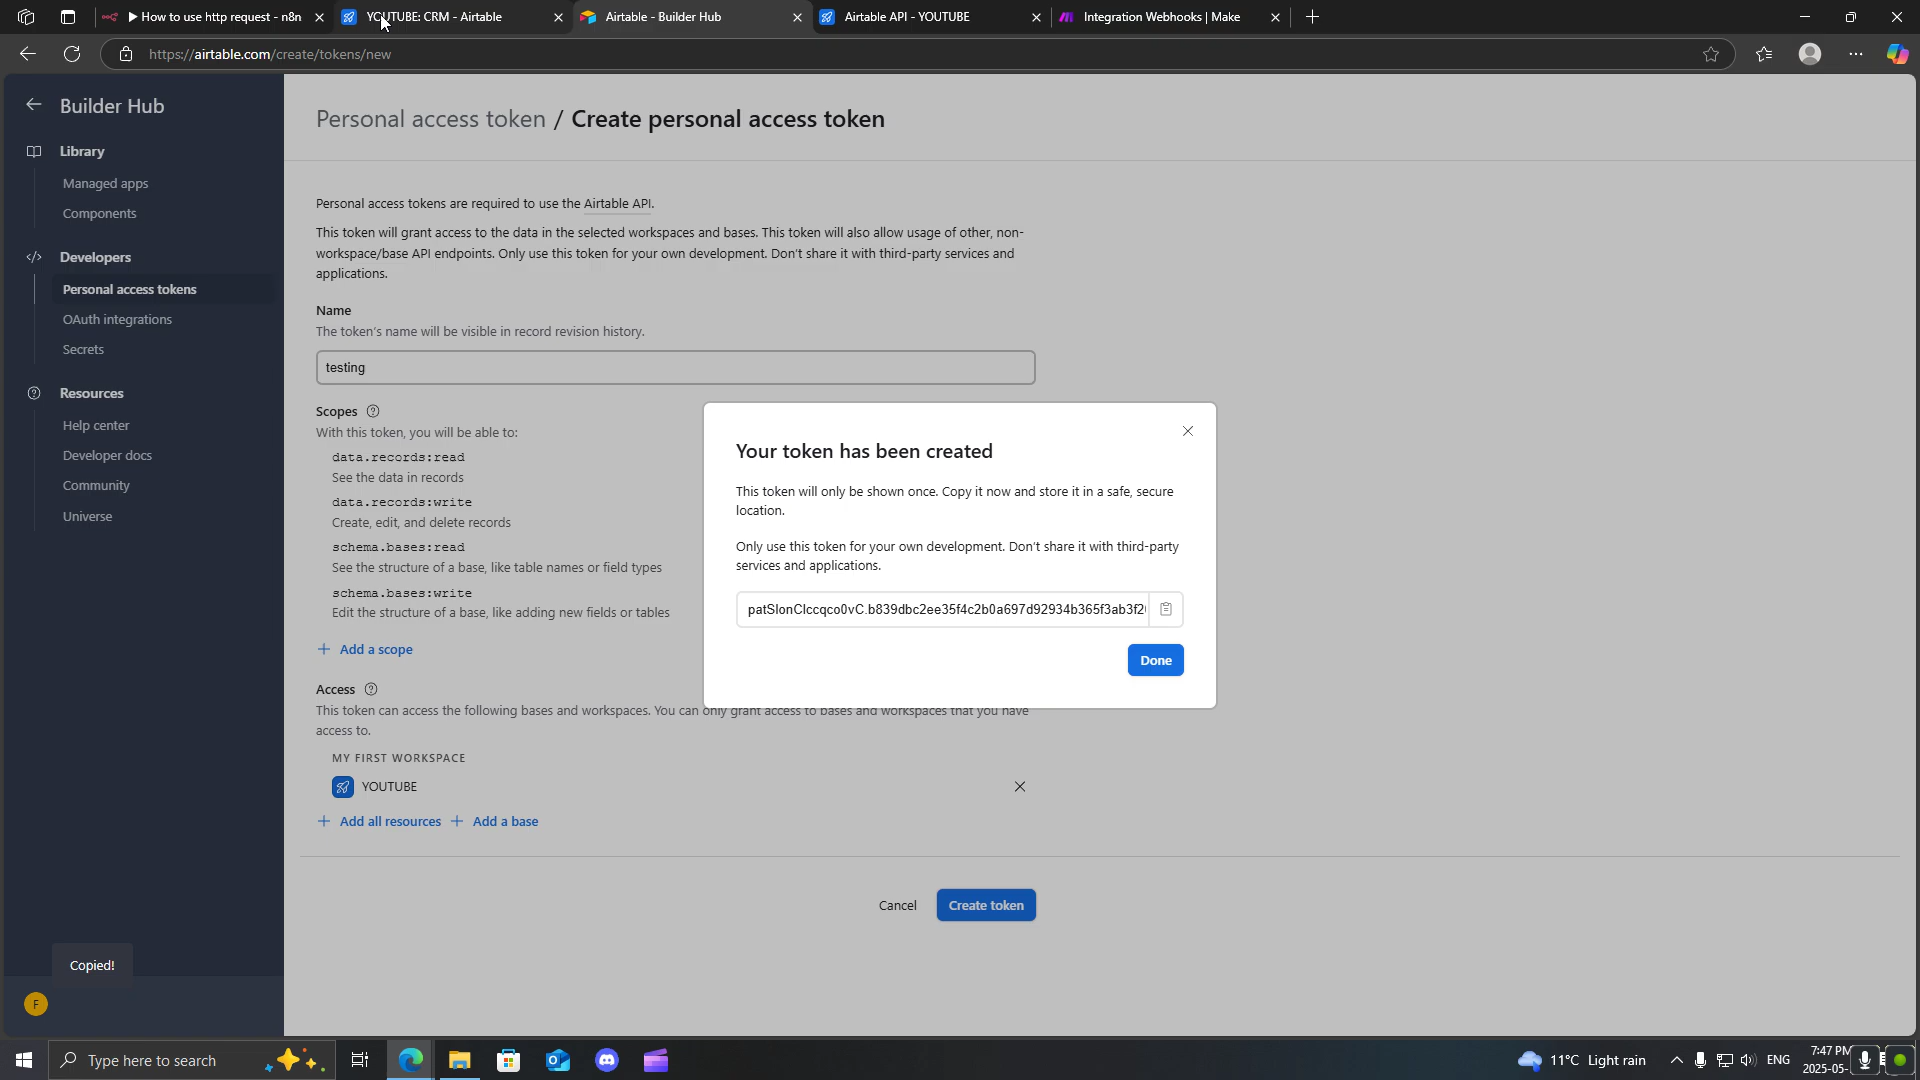 ▶ How to use http request - n8n
YOUTUBE: CRM - Airtable
Airtable - Builder Hub
Airtable API - YOUTUBE
Integration Webhooks | Make
https://airtable.com/create/tokens/new
Builder Hub
Library
Managed apps
Components
Developers
Personal access tokens
OAuth integrations
Secrets
Resources
Help center
Developer docs
Community
Universe
Copied!
F
Personal access token / Create personal access token
Personal access tokens are required to use the Airtable API.
This token will grant access to the data in the selected workspaces and bases. This token will also allow usage of other, non-
workspace/base API endpoints. Only use this token for your own development. Don't share it with third-party services and
applications.
Name
The token's name will be visible in record revision history.
testing
Scopes
With this token, you will be able to:
data.records:read
See the data in records
data.records:write
Create, edit, and delete records
schema.bases:read
See the structure of a base, like table names or field types
schema.bases:write
Edit the structure of a base, like adding new fields or tables
+ Add a scope
Access
This token can access the following bases and workspaces. You can only grant access to bases and workspaces that you have
access to.
MY FIRST WORKSPACE
YOUTUBE
+ Add all resources + Add a base
Cancel
Create token
Your token has been created
This token will only be shown once. Copy it now and store it in a safe, secure
location.
Only use this token for your own development. Don't share it with third-party
services and applications.
Done
Type here to search
11°C Light rain
ENG
7:47 PM
2025-05-